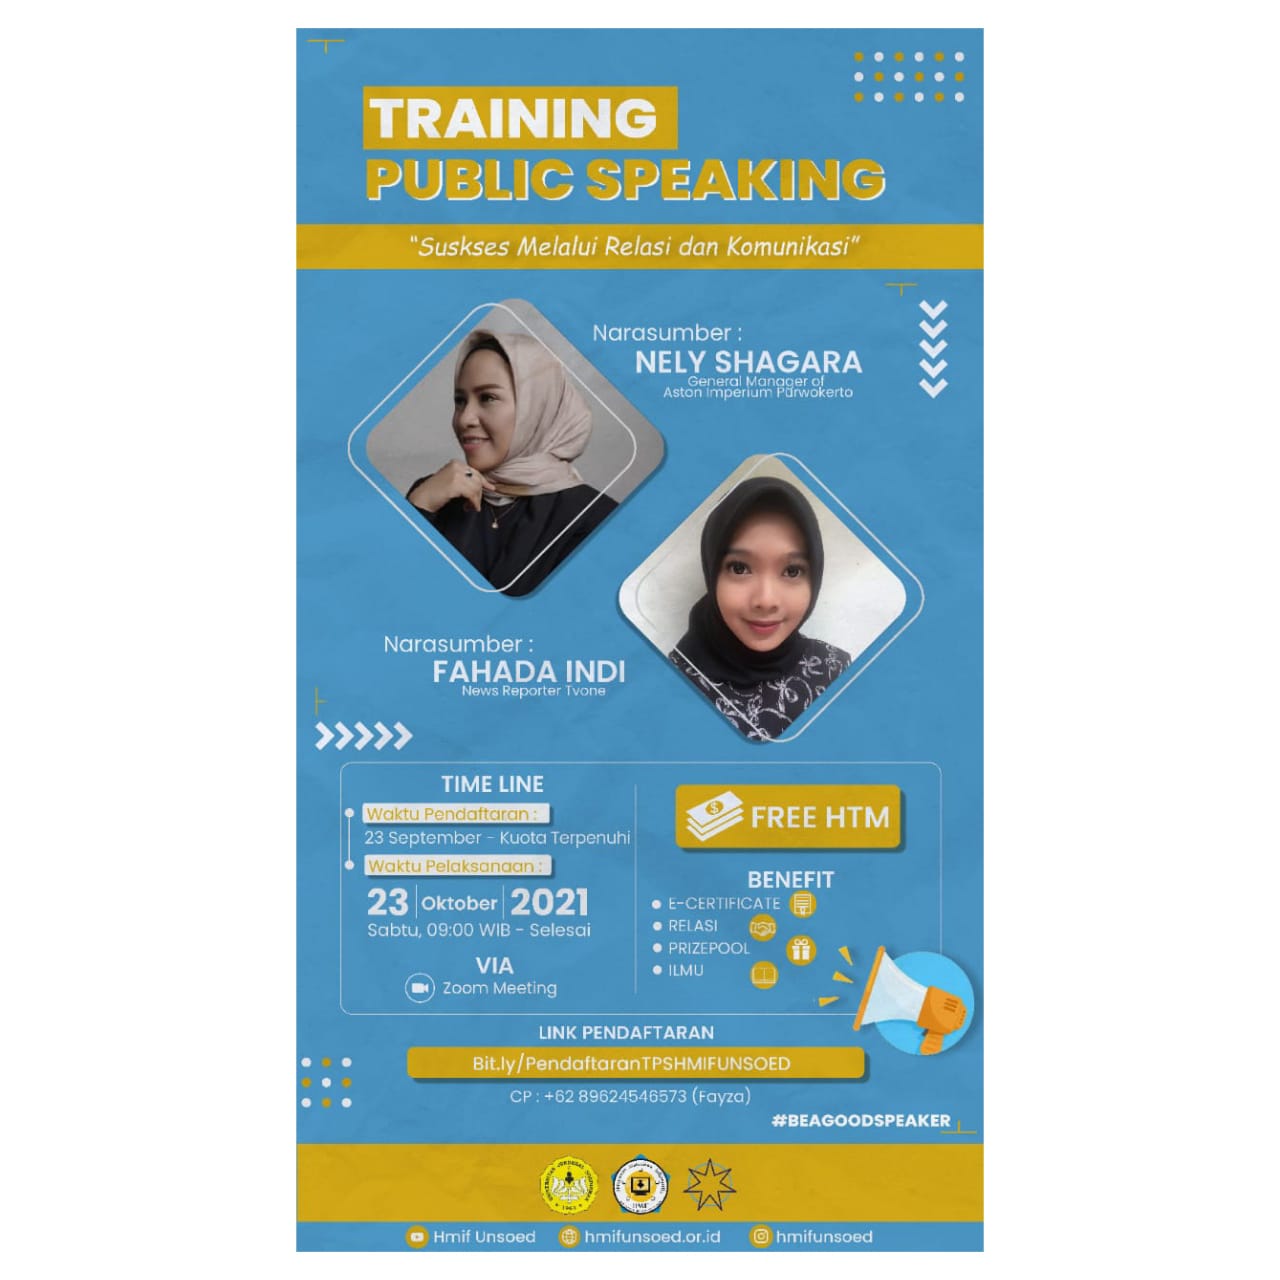 TRAINING
PUBLIC SPEAKING
"Suskses Melalui Relasi dan Komunikasi"
Narasumber :
NELY SHAGARA
General Manager of
Aston Imperium Purwokerto
Narasumber :
FAHADA INDI
News Reporter Tvone
TIME LINE
Waktu Pendaftaran :
23 September - Kuota Terpenuhi
Waktu Pelaksanaan :
23 Oktober 2021
Sabtu, 09:00 WIB - Selesai
VIA
Zoom Meeting
FREE HTM
BENEFIT
E-CERTIFICATE
RELASI
PRIZEPOOL
ILMU
LINK PENDAFTARAN
Bit.ly/PendaftaranTPSHMIFUNSOED
CP : +62 89624546573 (Fayza)
#BEAGOODSPEAKER
Hmif Unsoed
hmifunsoed.or.id
hmifunsoed